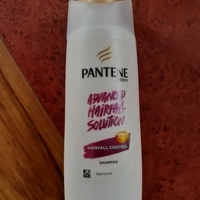 PANTENE
ADVANCED
HAIRFALL
SOLUTION
HAIRFALL CONTROL
SHAMPOO